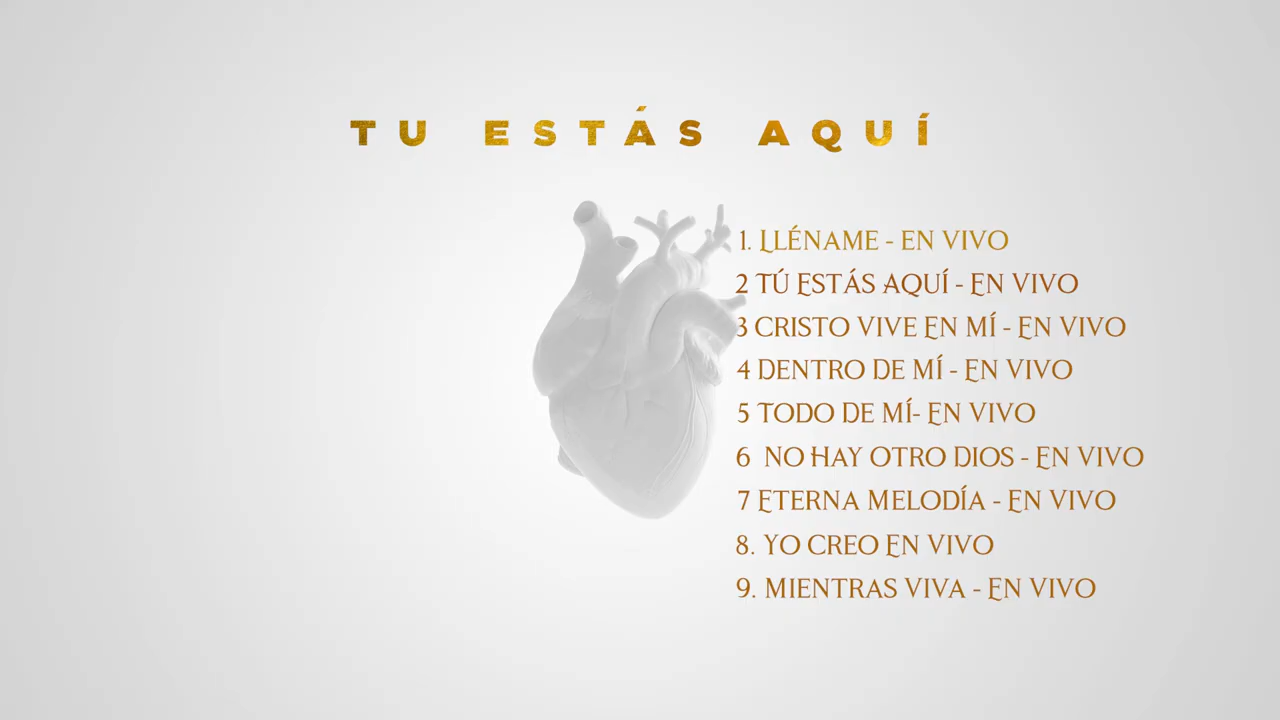 TU ESTÁS AQUÍ
1. LLÉNAME - EN VIVO
2 TÚ ESTÁS AQUÍ - EN VIVO
3 CRISTO VIVE EN MÍ - EN VIVO
4 DENTRO DE MÍ - EN VIVO
5 TODO DE MÍ- EN VIVO
6 NO HAY OTRO DIOS - EN VIVO
7 ETERNA MELODÍA - EN VIVO
8. YO CREO EN VIVO
9. MIENTRAS VIVA - EN VIVO